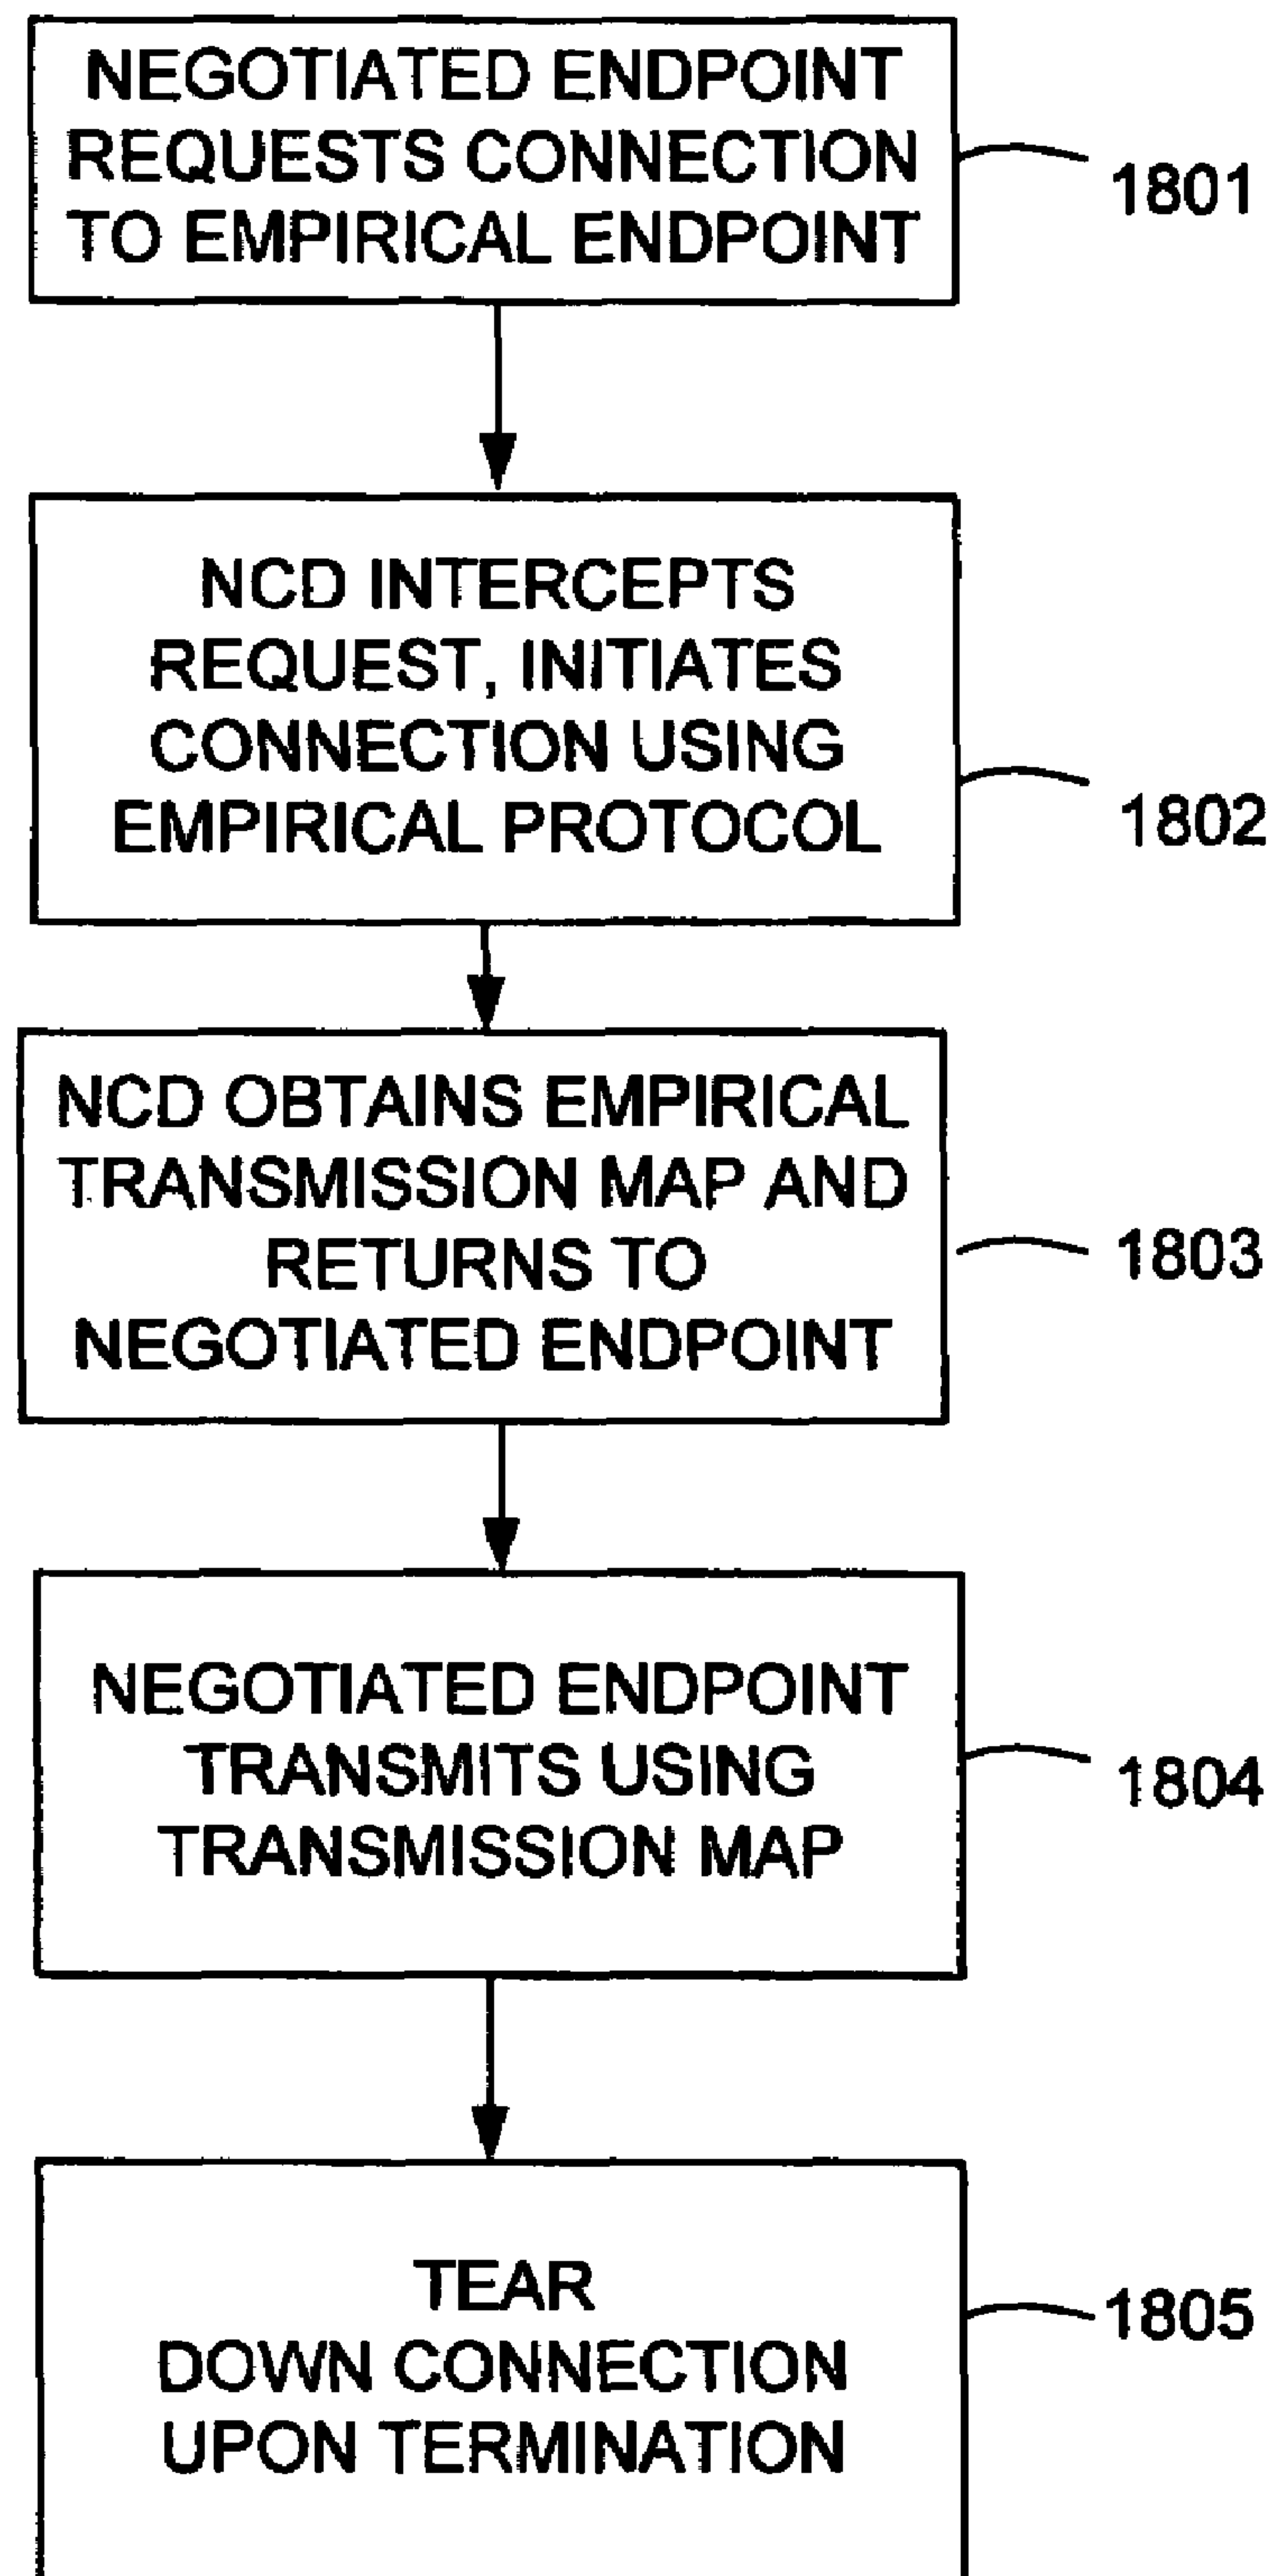 NEGOTIATED ENDPOINT
REQUESTS CONNECTION
TO EMPIRICAL ENDPOINT
1801
NCD INTERCEPTS
REQUEST, INITIATES
CONNECTION USING
EMPIRICAL PROTOCOL
1802
NCD OBTAINS EMPIRICAL
TRANSMISSION MAP AND
RETURNS TO
NEGOTIATED ENDPOINT
1803
NEGOTIATED ENDPOINT
TRANSMITS USING
TRANSMISSION MAP
1804
TEAR
DOWN CONNECTION
UPON TERMINATION
1805